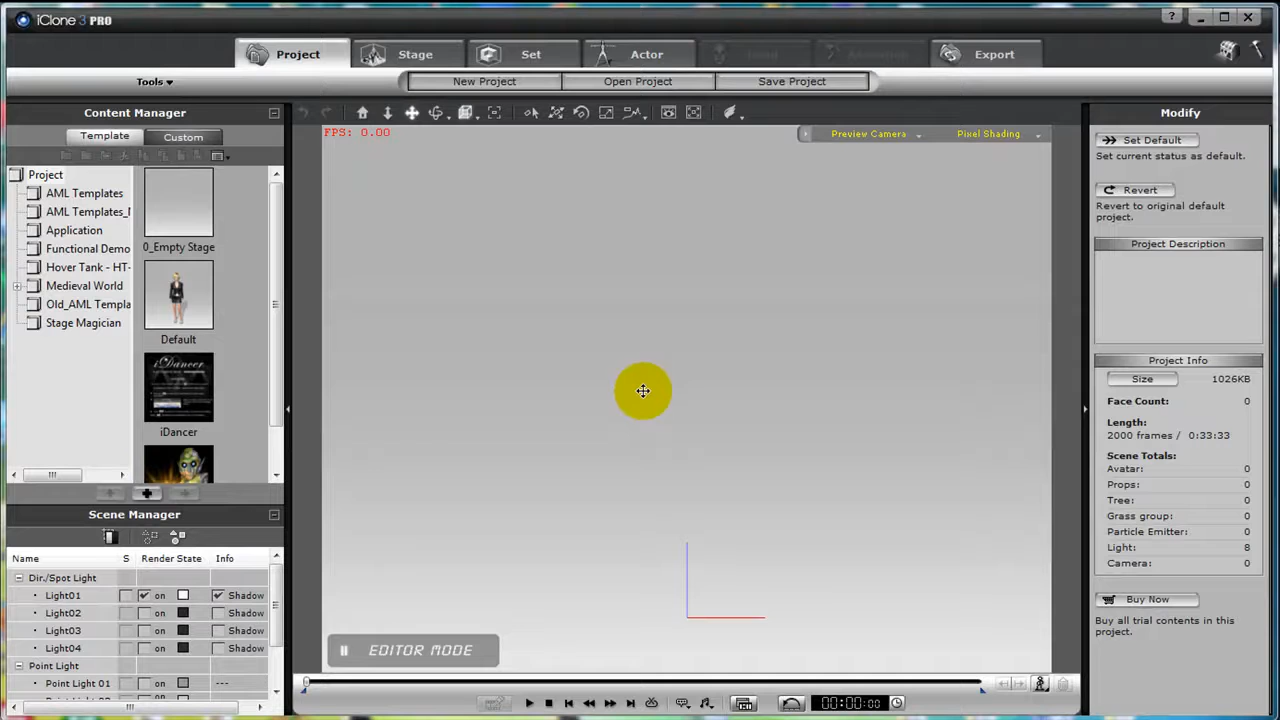 iClone 3 PRO
?
Project
Stage
Set
Actor
Export
Tools
New Project
Open Project
Save Project
Content Manager
Template
Custom
Project
AML Templates
AML Templates_
Application
Functional Demo
Hover Tank - HT-
Medieval World
Old_AML Templa
Stage Magician
0_Empty Stage
Default
iDancer
iDancer
Scene Manager
Name S Render State Info
Dir./Spot Light
Light01 on Shadow
Light02 on Shadow
Light03 on Shadow
Light04 on Shadow
Point Light
Point Light 01 on ---
FPS: 0.00
Preview Camera
Pixel Shading
EDITOR MODE
00:00:00
Modify
Set Default
Set current status as default.
Revert
Revert to original default
project.
Project Description
Project Info
Size 1026KB
Face Count: 0
Length:
2000 frames / 0:33:33
Scene Totals:
Avatar: 0
Props: 0
Tree: 0
Grass group: 0
Particle Emitter: 0
Light: 8
Camera: 0
Buy Now
Buy all trial contents in this
project.